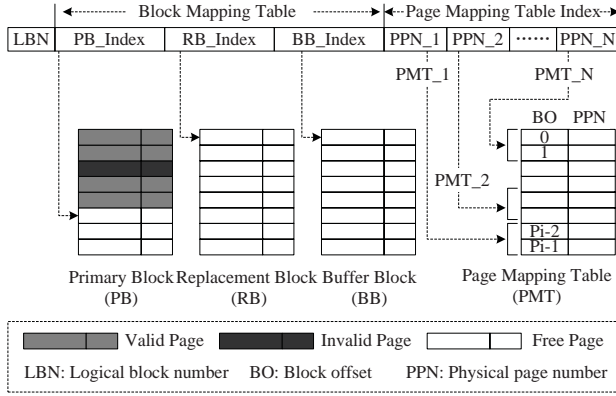 Block Mapping Table Page Mapping Table Index
LBN PB_Index RB_Index BB_Index PPN_1 PPN_2 ...... PPN_N
PMT_1 PMT_N
BO PPN
0
1
PMT_2
Pi-2
Pi-1
Primary Block Replacement Block Buffer Block Page Mapping Table
(PB) (RB) (BB) (PMT)
Valid Page Invalid Page Free Page
LBN: Logical block number BO: Block offset PPN: Physical page number